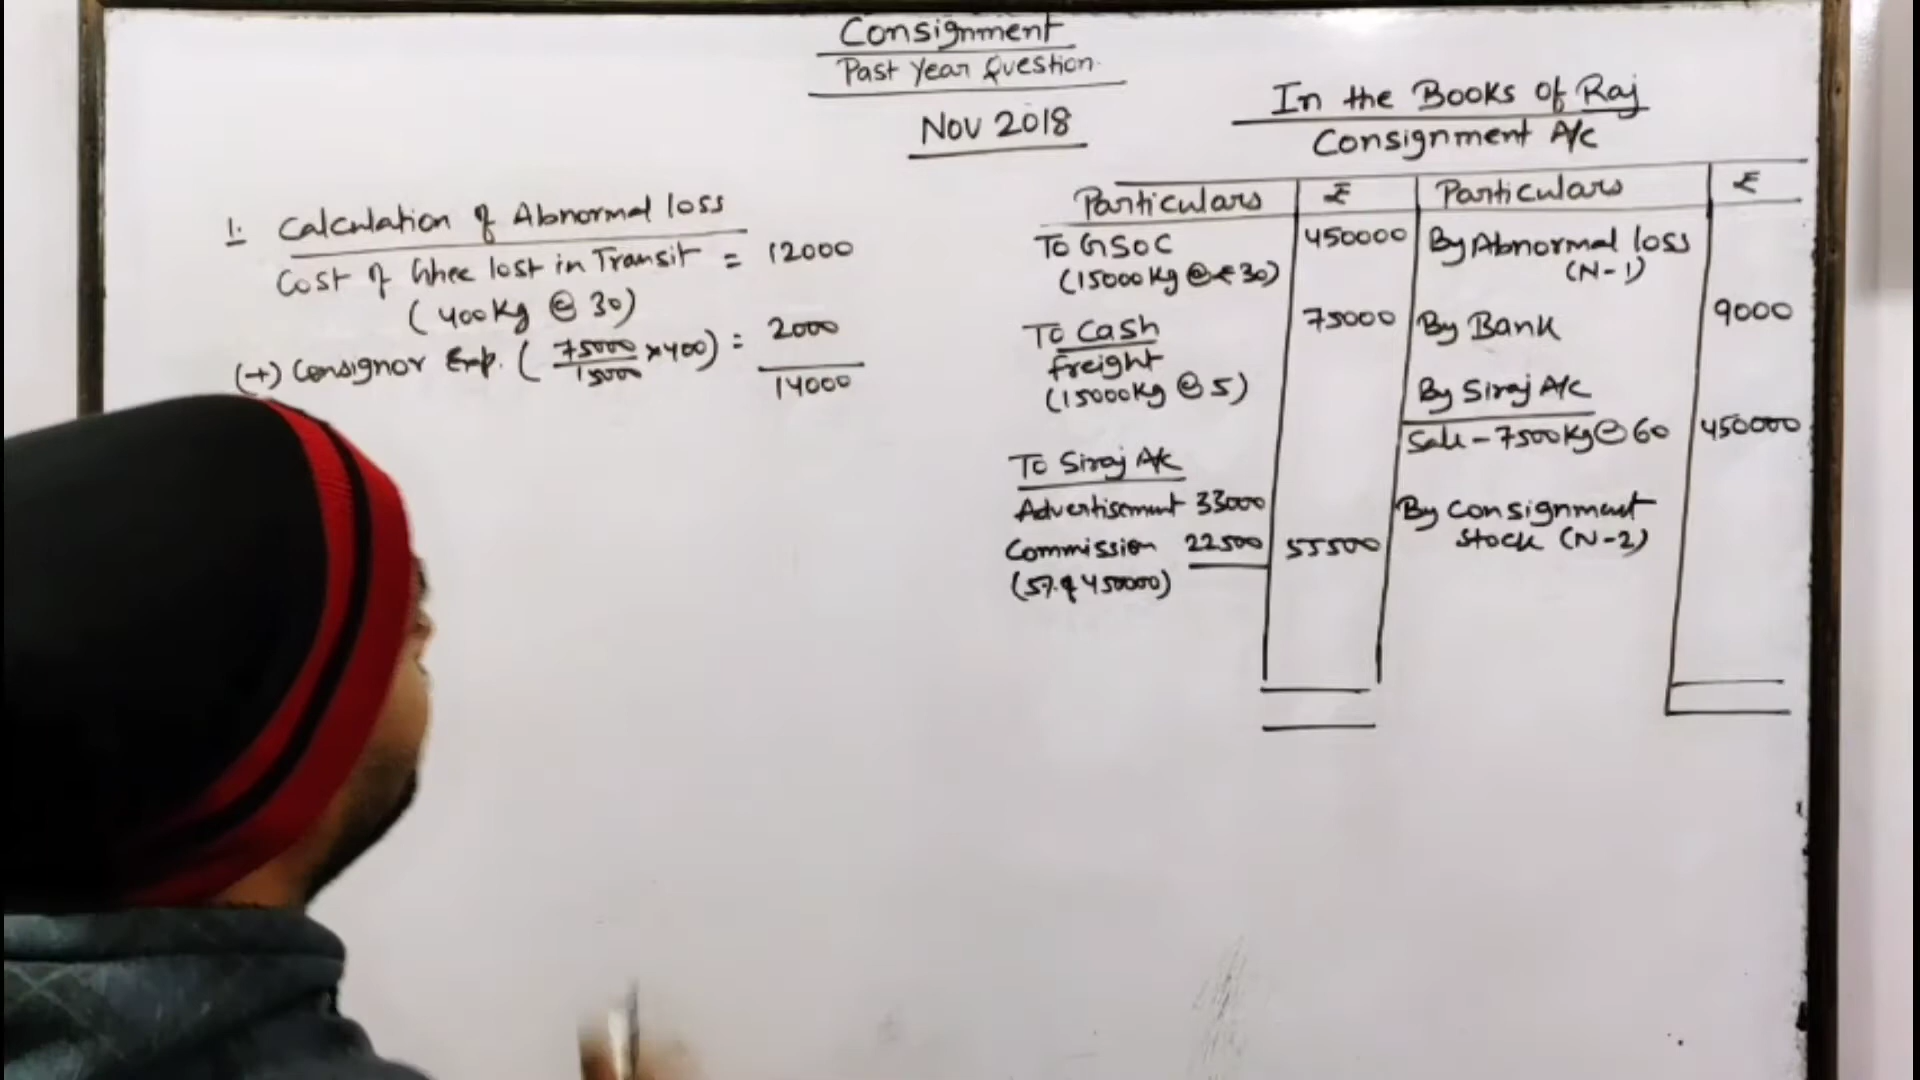 Consignment
Past Year Question
Nov 2018
1. Calculation of Abnormal loss
Cost of Ghee lost in Transit = 12000
(400Kg @ 30)
(+) Consignor Exp. (75000/15000 × 400) = 2000
14000
In the Books of Raj
Consignment A/c
Particulars ₹ Particulars ₹
To GSOC 450000 By Abnormal loss
(15000Kg @ ₹ 30) (N-1)
To Cash 75000 By Bank 9000
freight
(15000Kg @ 5) By Siraj A/c
Sale - 7500Kg @ 60 450000
To Siraj A/c
Advertisement 33000 By Consignment
Commission 22500 55500 Stock (N-2)
(5% of 450000)